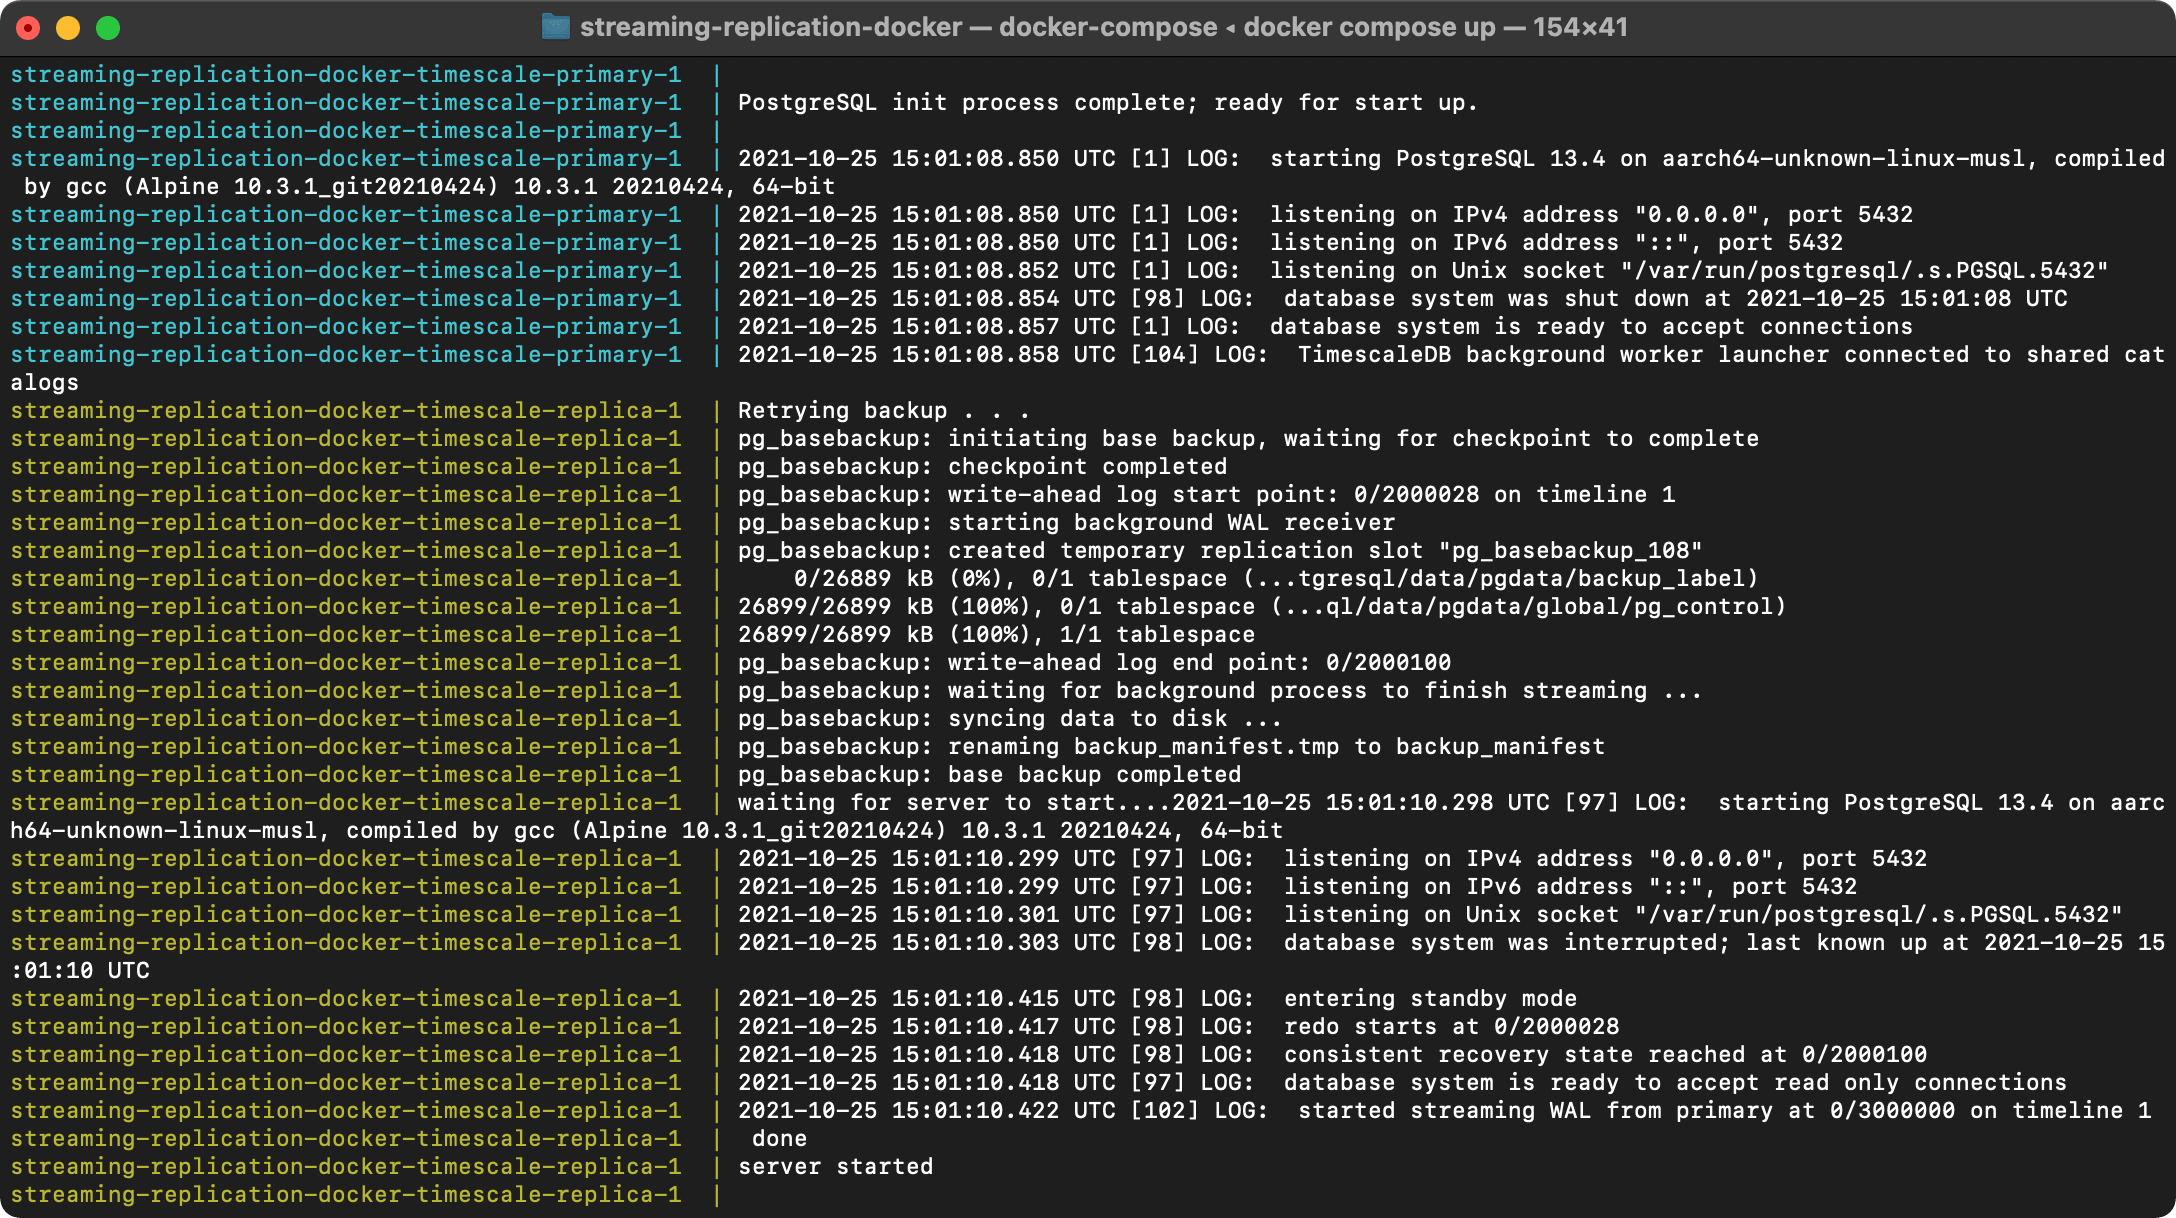 streaming-replication-docker — docker-compose ◂ docker compose up — 154×41
streaming-replication-docker-timescale-primary-1  |
streaming-replication-docker-timescale-primary-1  | PostgreSQL init process complete; ready for start up.
streaming-replication-docker-timescale-primary-1  |
streaming-replication-docker-timescale-primary-1  | 2021-10-25 15:01:08.850 UTC [1] LOG:  starting PostgreSQL 13.4 on aarch64-unknown-linux-musl, compiled
 by gcc (Alpine 10.3.1_git20210424) 10.3.1 20210424, 64-bit
streaming-replication-docker-timescale-primary-1  | 2021-10-25 15:01:08.850 UTC [1] LOG:  listening on IPv4 address "0.0.0.0", port 5432
streaming-replication-docker-timescale-primary-1  | 2021-10-25 15:01:08.850 UTC [1] LOG:  listening on IPv6 address "::", port 5432
streaming-replication-docker-timescale-primary-1  | 2021-10-25 15:01:08.852 UTC [1] LOG:  listening on Unix socket "/var/run/postgresql/.s.PGSQL.5432"
streaming-replication-docker-timescale-primary-1  | 2021-10-25 15:01:08.854 UTC [98] LOG:  database system was shut down at 2021-10-25 15:01:08 UTC
streaming-replication-docker-timescale-primary-1  | 2021-10-25 15:01:08.857 UTC [1] LOG:  database system is ready to accept connections
streaming-replication-docker-timescale-primary-1  | 2021-10-25 15:01:08.858 UTC [104] LOG:  TimescaleDB background worker launcher connected to shared cat
alogs
streaming-replication-docker-timescale-replica-1  | Retrying backup . . .
streaming-replication-docker-timescale-replica-1  | pg_basebackup: initiating base backup, waiting for checkpoint to complete
streaming-replication-docker-timescale-replica-1  | pg_basebackup: checkpoint completed
streaming-replication-docker-timescale-replica-1  | pg_basebackup: write-ahead log start point: 0/2000028 on timeline 1
streaming-replication-docker-timescale-replica-1  | pg_basebackup: starting background WAL receiver
streaming-replication-docker-timescale-replica-1  | pg_basebackup: created temporary replication slot "pg_basebackup_108"
streaming-replication-docker-timescale-replica-1  |     0/26889 kB (0%), 0/1 tablespace (...tgresql/data/pgdata/backup_label)
streaming-replication-docker-timescale-replica-1  | 26899/26899 kB (100%), 0/1 tablespace (...ql/data/pgdata/global/pg_control)
streaming-replication-docker-timescale-replica-1  | 26899/26899 kB (100%), 1/1 tablespace
streaming-replication-docker-timescale-replica-1  | pg_basebackup: write-ahead log end point: 0/2000100
streaming-replication-docker-timescale-replica-1  | pg_basebackup: waiting for background process to finish streaming ...
streaming-replication-docker-timescale-replica-1  | pg_basebackup: syncing data to disk ...
streaming-replication-docker-timescale-replica-1  | pg_basebackup: renaming backup_manifest.tmp to backup_manifest
streaming-replication-docker-timescale-replica-1  | pg_basebackup: base backup completed
streaming-replication-docker-timescale-replica-1  | waiting for server to start....2021-10-25 15:01:10.298 UTC [97] LOG:  starting PostgreSQL 13.4 on aarc
h64-unknown-linux-musl, compiled by gcc (Alpine 10.3.1_git20210424) 10.3.1 20210424, 64-bit
streaming-replication-docker-timescale-replica-1  | 2021-10-25 15:01:10.299 UTC [97] LOG:  listening on IPv4 address "0.0.0.0", port 5432
streaming-replication-docker-timescale-replica-1  | 2021-10-25 15:01:10.299 UTC [97] LOG:  listening on IPv6 address "::", port 5432
streaming-replication-docker-timescale-replica-1  | 2021-10-25 15:01:10.301 UTC [97] LOG:  listening on Unix socket "/var/run/postgresql/.s.PGSQL.5432"
streaming-replication-docker-timescale-replica-1  | 2021-10-25 15:01:10.303 UTC [98] LOG:  database system was interrupted; last known up at 2021-10-25 15
:01:10 UTC
streaming-replication-docker-timescale-replica-1  | 2021-10-25 15:01:10.415 UTC [98] LOG:  entering standby mode
streaming-replication-docker-timescale-replica-1  | 2021-10-25 15:01:10.417 UTC [98] LOG:  redo starts at 0/2000028
streaming-replication-docker-timescale-replica-1  | 2021-10-25 15:01:10.418 UTC [98] LOG:  consistent recovery state reached at 0/2000100
streaming-replication-docker-timescale-replica-1  | 2021-10-25 15:01:10.418 UTC [97] LOG:  database system is ready to accept read only connections
streaming-replication-docker-timescale-replica-1  | 2021-10-25 15:01:10.422 UTC [102] LOG:  started streaming WAL from primary at 0/3000000 on timeline 1
streaming-replication-docker-timescale-replica-1  |  done
streaming-replication-docker-timescale-replica-1  | server started
streaming-replication-docker-timescale-replica-1  |